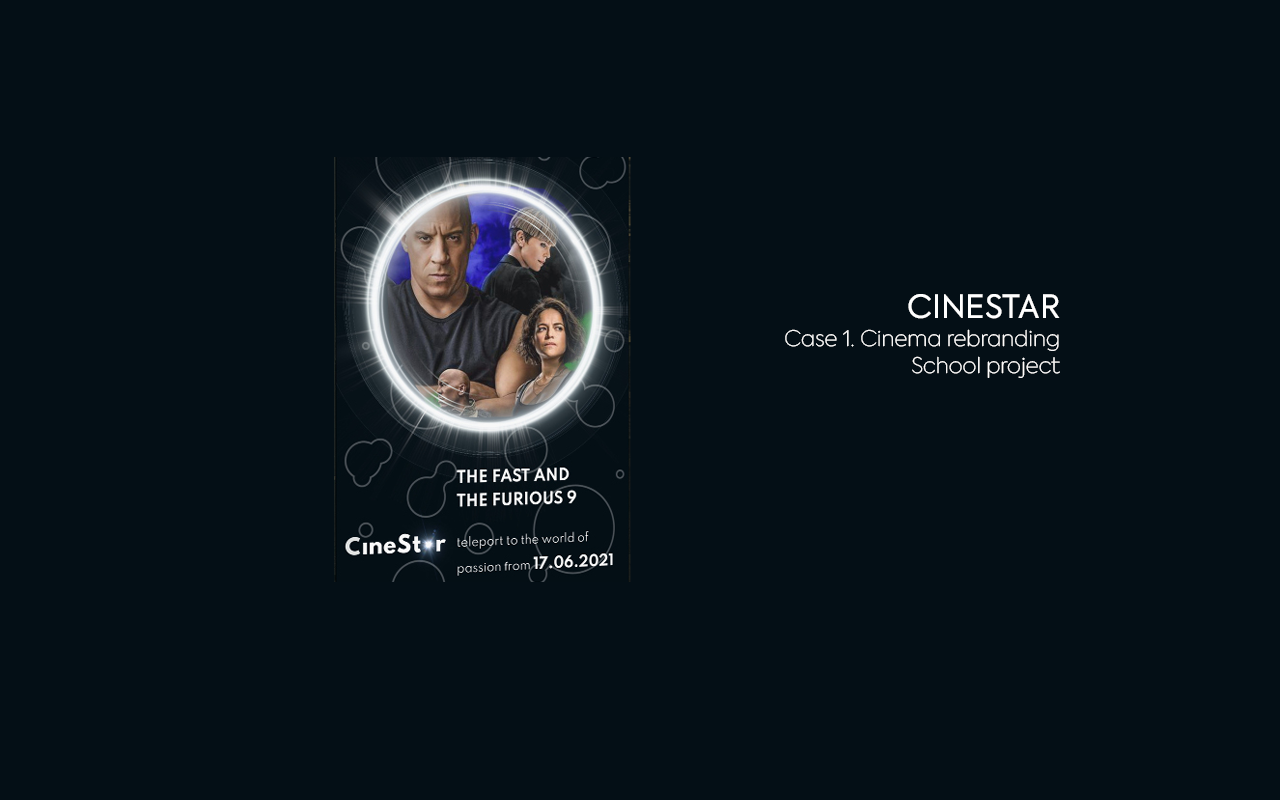 THE FAST AND
THE FURIOUS 9
CineStar
teleport to the world of
passion from 17.06.2021
CINESTAR
Case 1. Cinema rebranding
School project